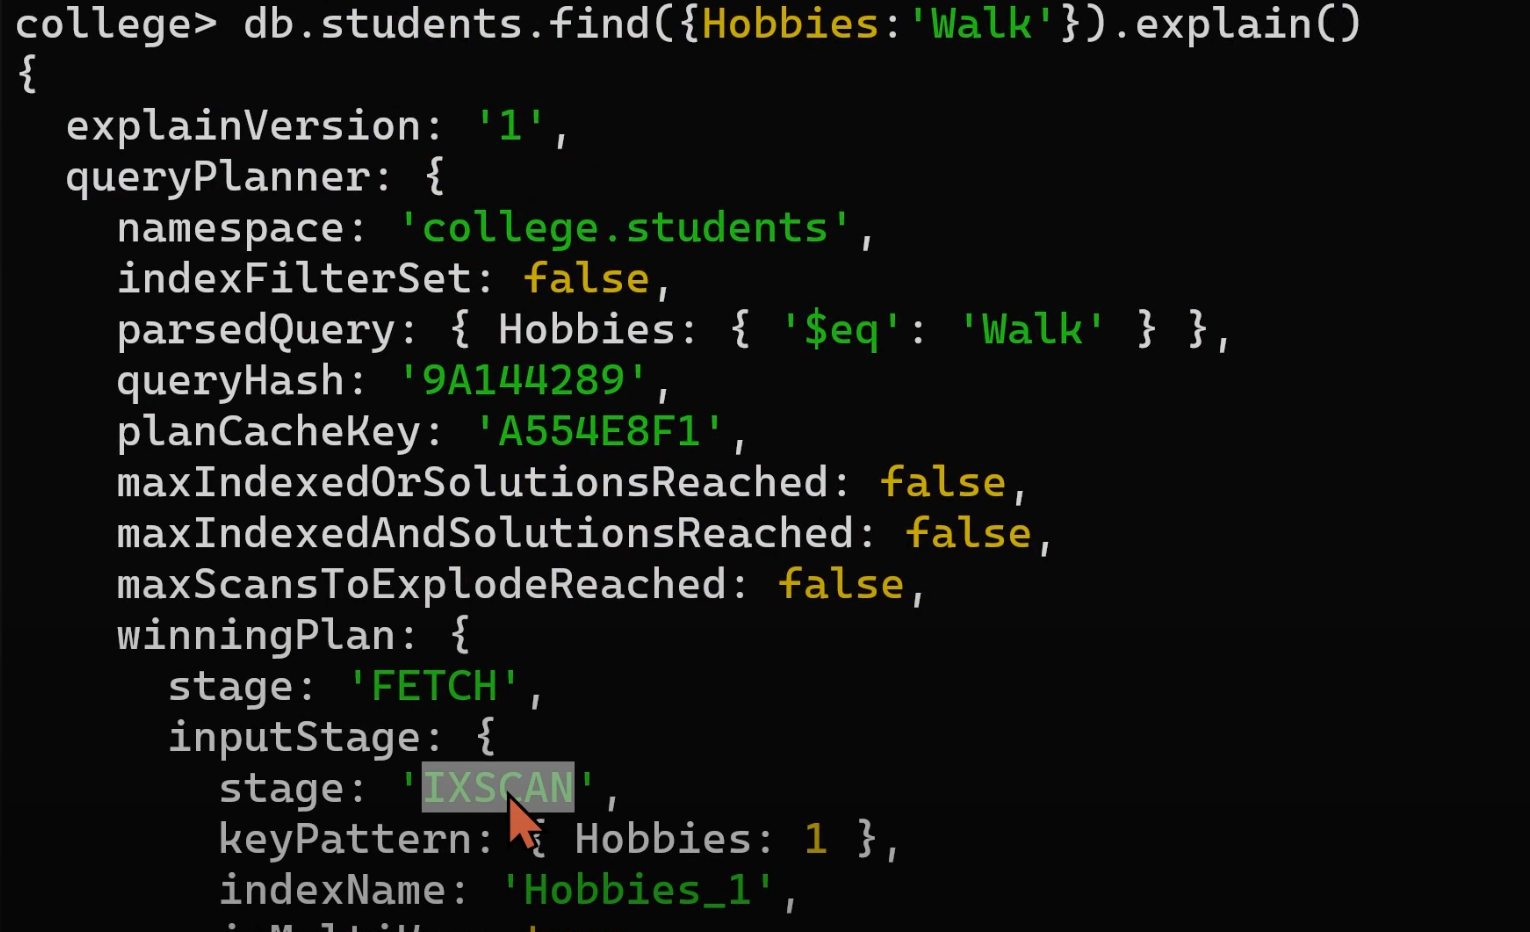 college> db.students.find({Hobbies:'Walk'}).explain()
{
  explainVersion: '1',
  queryPlanner: {
    namespace: 'college.students',
    indexFilterSet: false,
    parsedQuery: { Hobbies: { '$eq': 'Walk' } },
    queryHash: '9A144289',
    planCacheKey: 'A554E8F1',
    maxIndexedOrSolutionsReached: false,
    maxIndexedAndSolutionsReached: false,
    maxScansToExplodeReached: false,
    winningPlan: {
      stage: 'FETCH',
      inputStage: {
        stage: 'IXSCAN',
        keyPattern: { Hobbies: 1 },
        indexName: 'Hobbies_1',